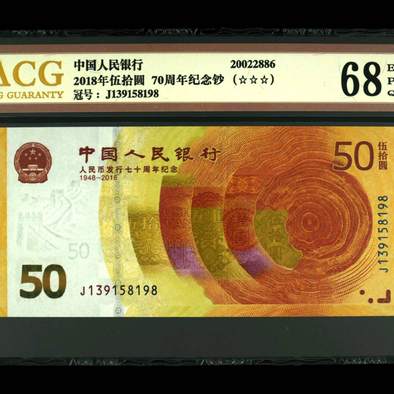 ACG
G GUARANTY
中国人民银行 20022886
2018年伍拾圆 70周年纪念钞 (☆☆☆)
冠号：J139158198
68
E
P
Q
中国人民银行
人民币发行七十周年纪念
1948-2018
50 伍拾圆
J139158198
50
50
J139158198